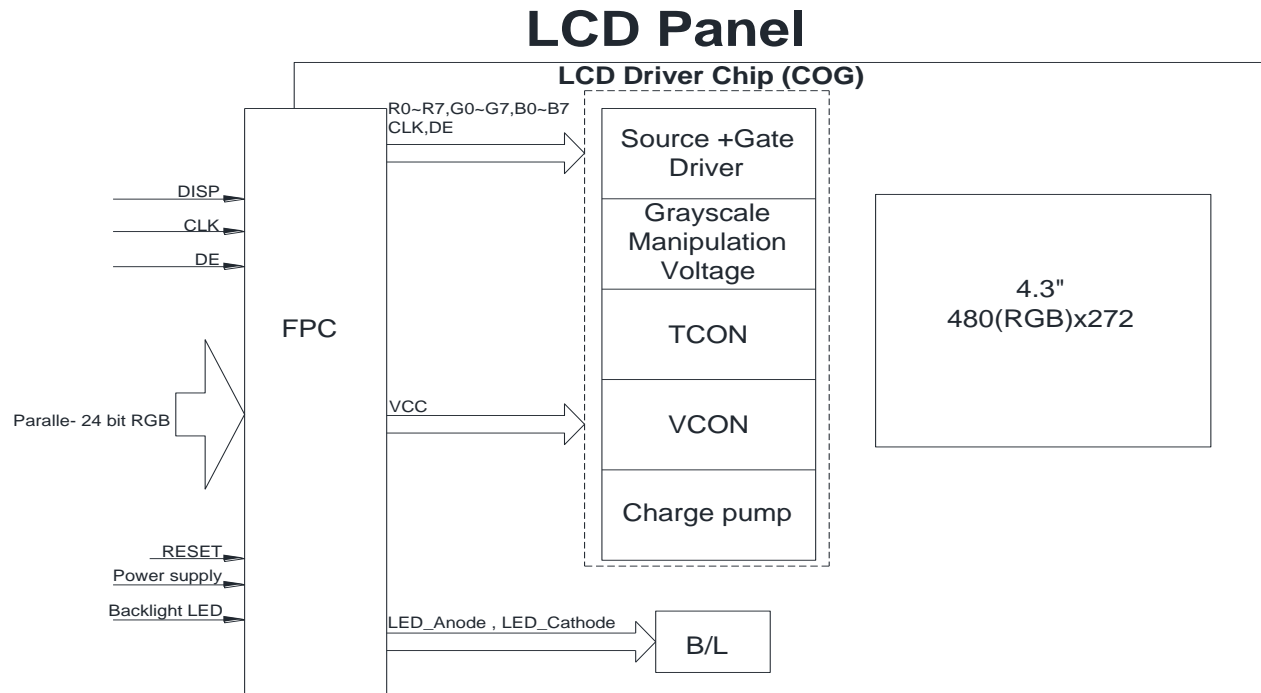 LCD Panel
LCD Driver Chip (COG)
R0~R7,G0~G7,B0~B7
CLK,DE
Source +Gate
Driver
DISP
CLK
DE
Grayscale
Manipulation
Voltage
4.3"
480(RGB)x272
FPC
TCON
Paralle- 24 bit RGB
VCC
VCON
Charge pump
RESET
Power supply
Backlight LED
LED_Anode , LED_Cathode
B/L